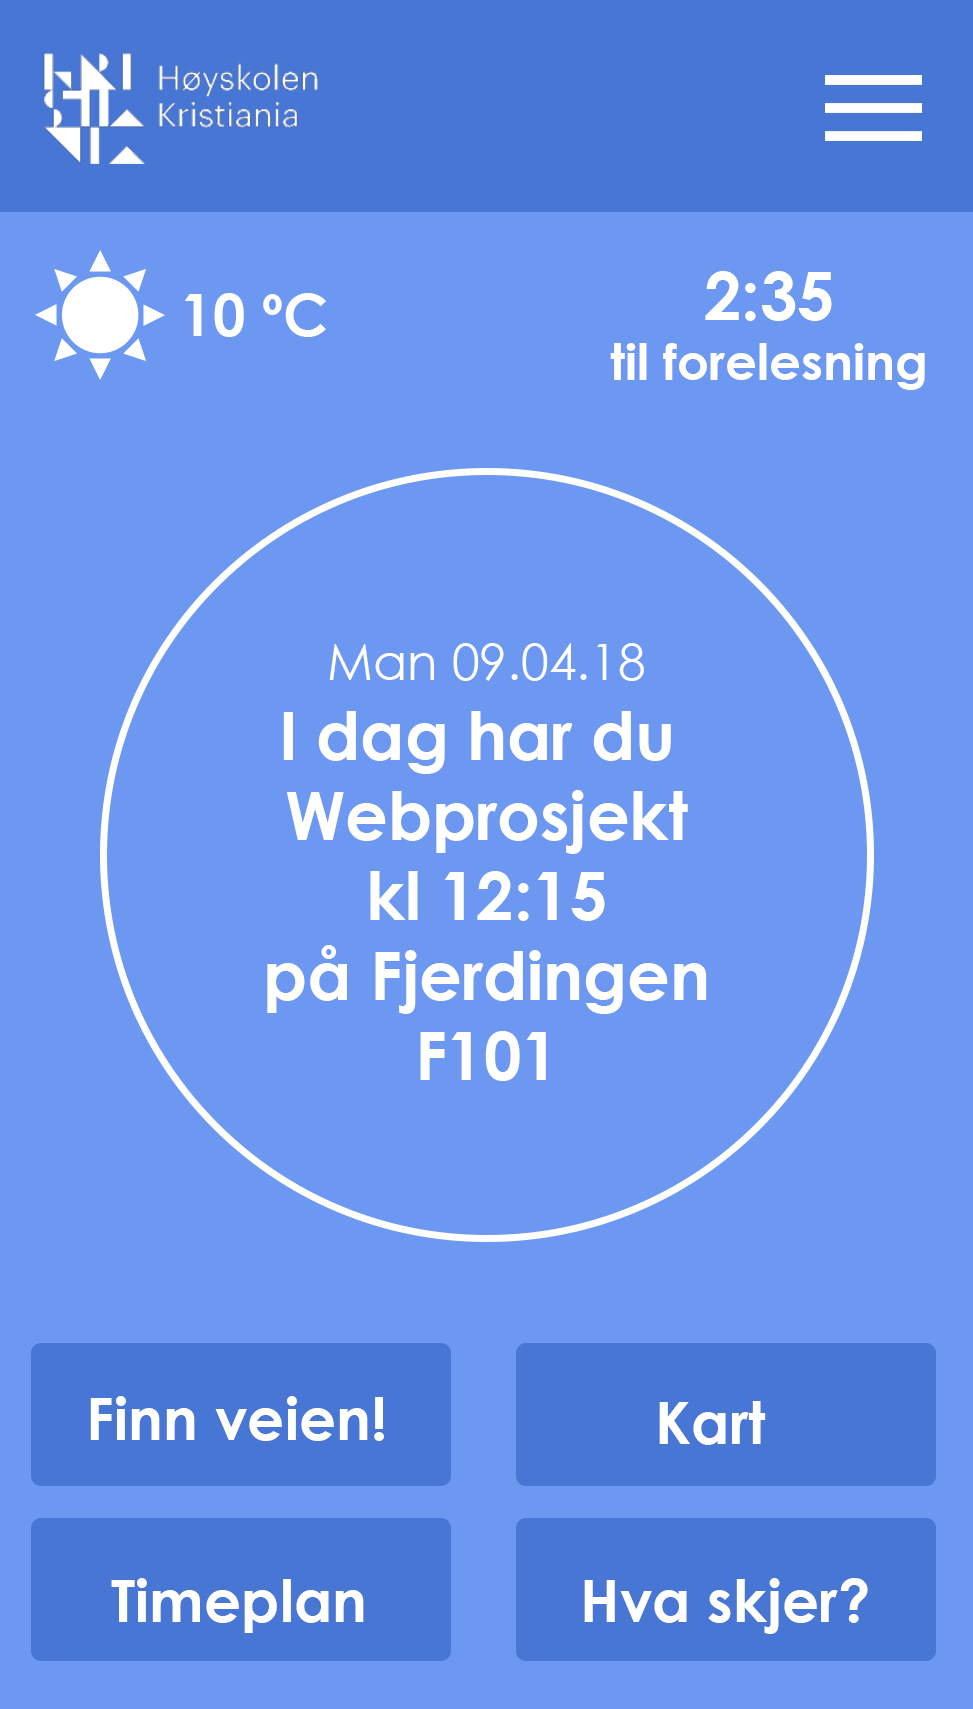 Høyskolen
Kristiania
10 °C
2:35
til forelesning
Man 09.04.18
I dag har du
Webprosjekt
kl 12:15
på Fjerdingen
F101
Finn veien!
Kart
Timeplan
Hva skjer?